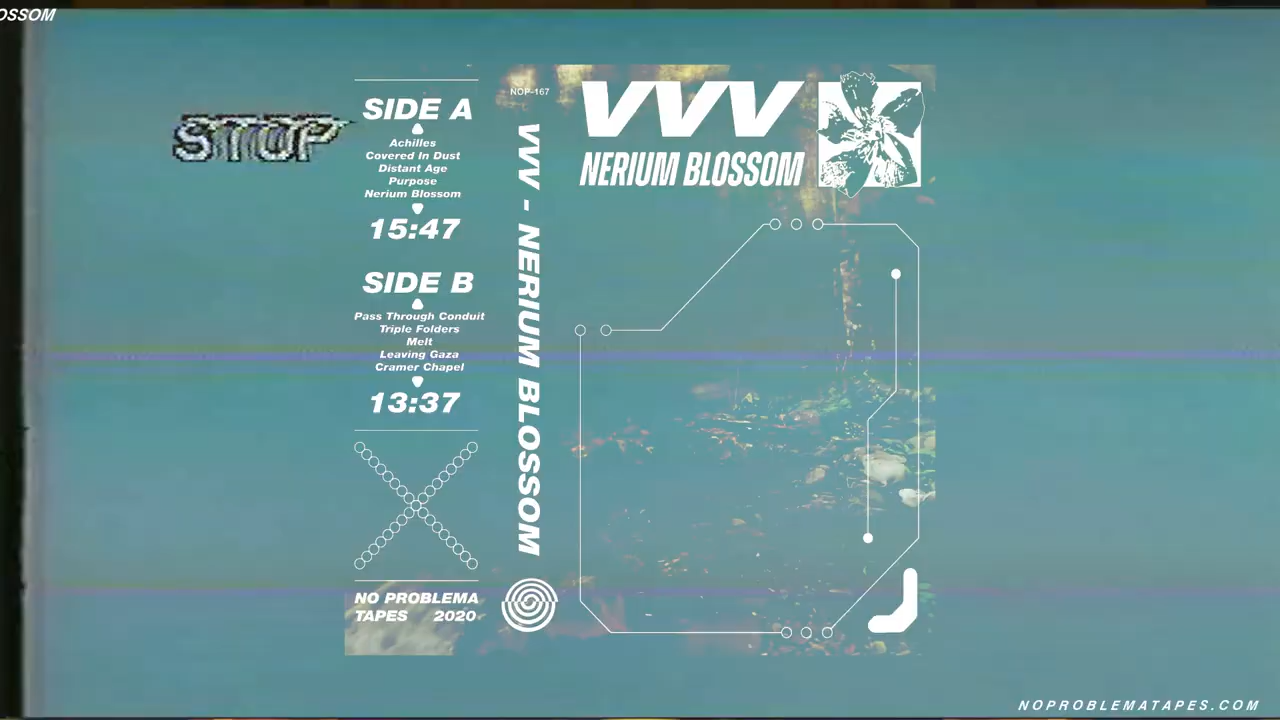 OSSOM
STOP
SIDE A
Achilles
Covered In Dust
Distant Age
Purpose
Nerium Blossom
15:47
SIDE B
Pass Through Conduit
Triple Folders
Melt
Leaving Gaza
Cramer Chapel
13:37
NO PROBLEMA
TAPES 2020
NOP-167
VVV - NERIUM BLOSSOM
VVV
NERIUM BLOSSOM
NOPROBLEMATAPES.COM